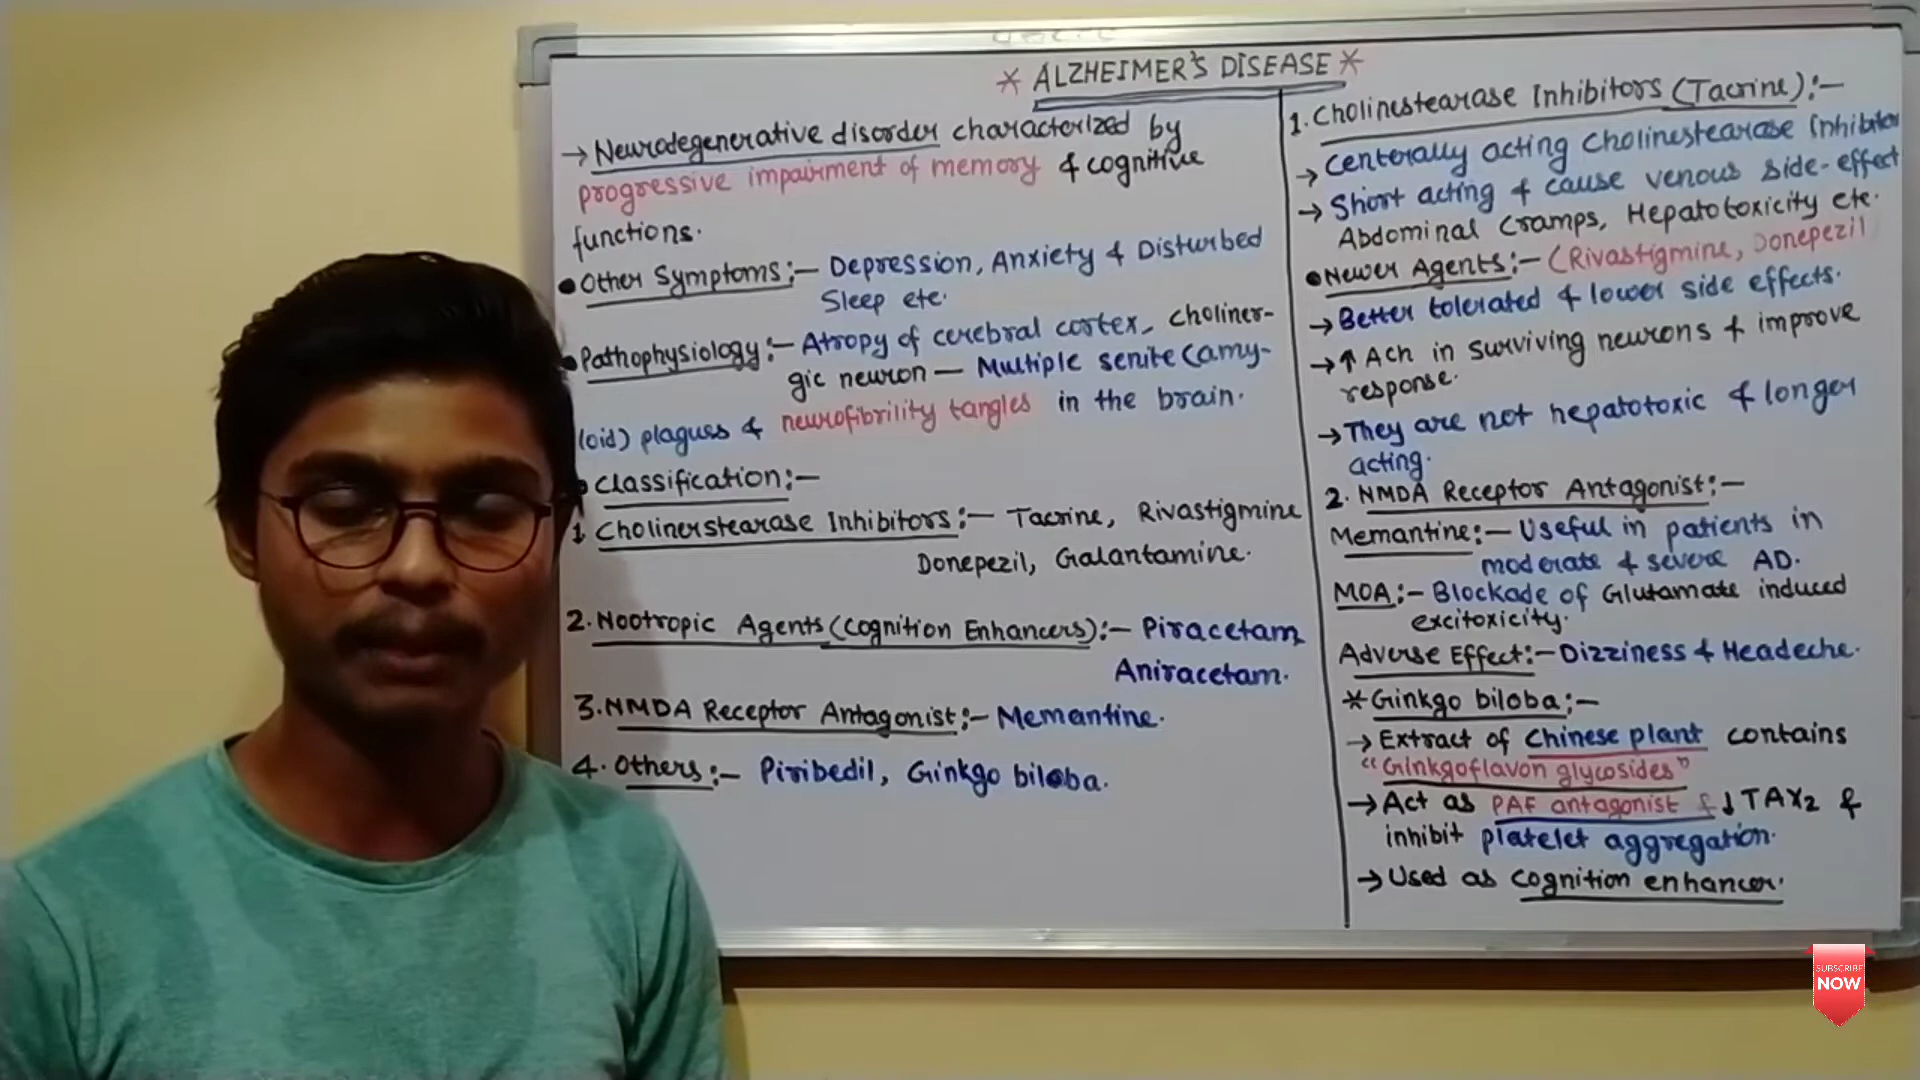 * ALZHEIMER'S DISEASE *
→ Neurodegenerative disorder characterized by
progressive impairment of memory & cognitive
functions.
• Other Symptoms:- Depression, Anxiety & Disturbed
Sleep etc.
• Pathophysiology:- Atropy of cerebral cortex, choliner-
gic neuron - Multiple senite (amy-
(oid) plaguss & neurofibrility tangles in the brain.
• Classification:-
1. Cholinerstearase Inhibitors:- Tacrine, Rivastigmine
Donepezil, Galantamine.
2. Nootropic Agents (Cognition Enhancers):- Piracetam,
Aniracetam.
3. NMDA Receptor Antagonist:- Memantine.
4. Others:- Piribedil, Ginkgo biloba.
1. Cholinestearase Inhibitors (Tacrine):-
→ Centerally acting Cholinestearase Inhibitor
→ Short acting & cause venous side-effect
Abdominal Cramps, Hepatotoxicity etc.
• Newer Agents:- (Rivastigmine, Donepezil)
→ Better tolerated & lower side effects.
→ ↑ Ach in surviving neurons & improve
response.
→ They are not hepatotoxic & longer
acting.
2. NMDA Receptor Antagonist:-
Memantine:- Useful in patients in
moderate & severe AD.
MOA:- Blockade of Glutamate induced
excitoxicity.
Adverse Effect:- Dizziness & Headeche.
* Ginkgo biloba:-
→ Extract of Chinese plant contains
"Ginkgoflavon glycosides"
→ Act as PAF antagonist & ↓ TAX2 &
inhibit platelet aggregation.
→ Used as cognition enhancer.
SUBSCRIBE
NOW